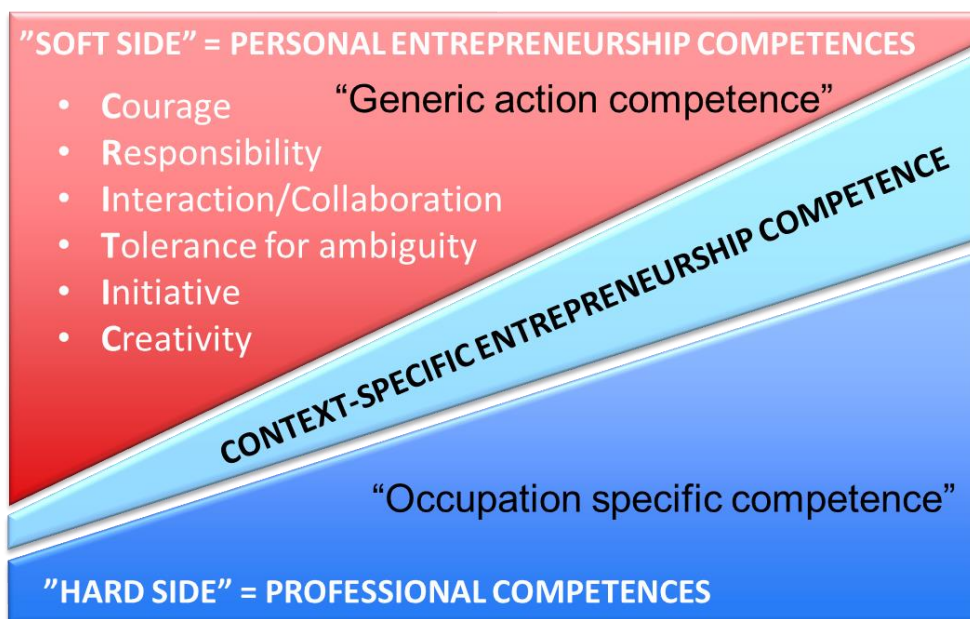 ”SOFT SIDE” = PERSONAL ENTREPRENEURSHIP COMPETENCES
“Generic action competence”
• Courage
• Responsibility
• Interaction/Collaboration
• Tolerance for ambiguity
• Initiative
• Creativity
CONTEXT-SPECIFIC ENTREPRENEURSHIP COMPETENCE
“Occupation specific competence”
”HARD SIDE” = PROFESSIONAL COMPETENCES